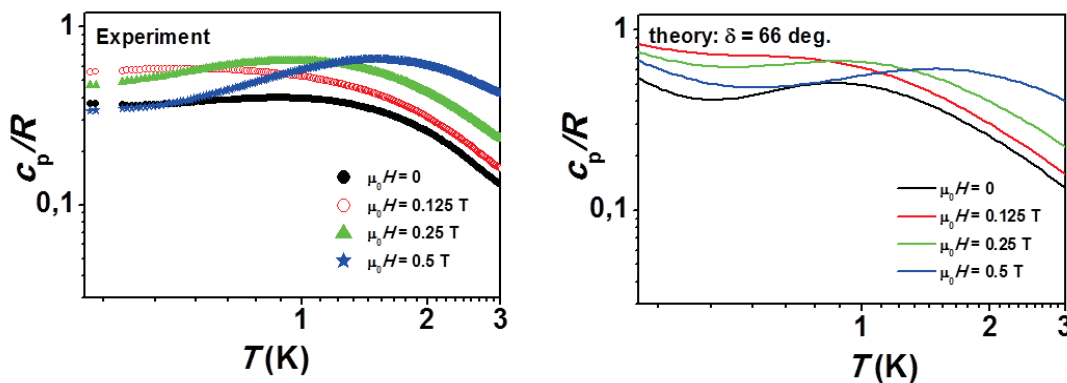 Experiment
1
0,1
c_p/R
μ₀H = 0
μ₀H = 0.125 T
μ₀H = 0.25 T
μ₀H = 0.5 T
1 2 3
T (K)
theory: δ = 66 deg.
1
0,1
c_p/R
μ₀H = 0
μ₀H = 0.125 T
μ₀H = 0.25 T
μ₀H = 0.5 T
1 2 3
T (K)